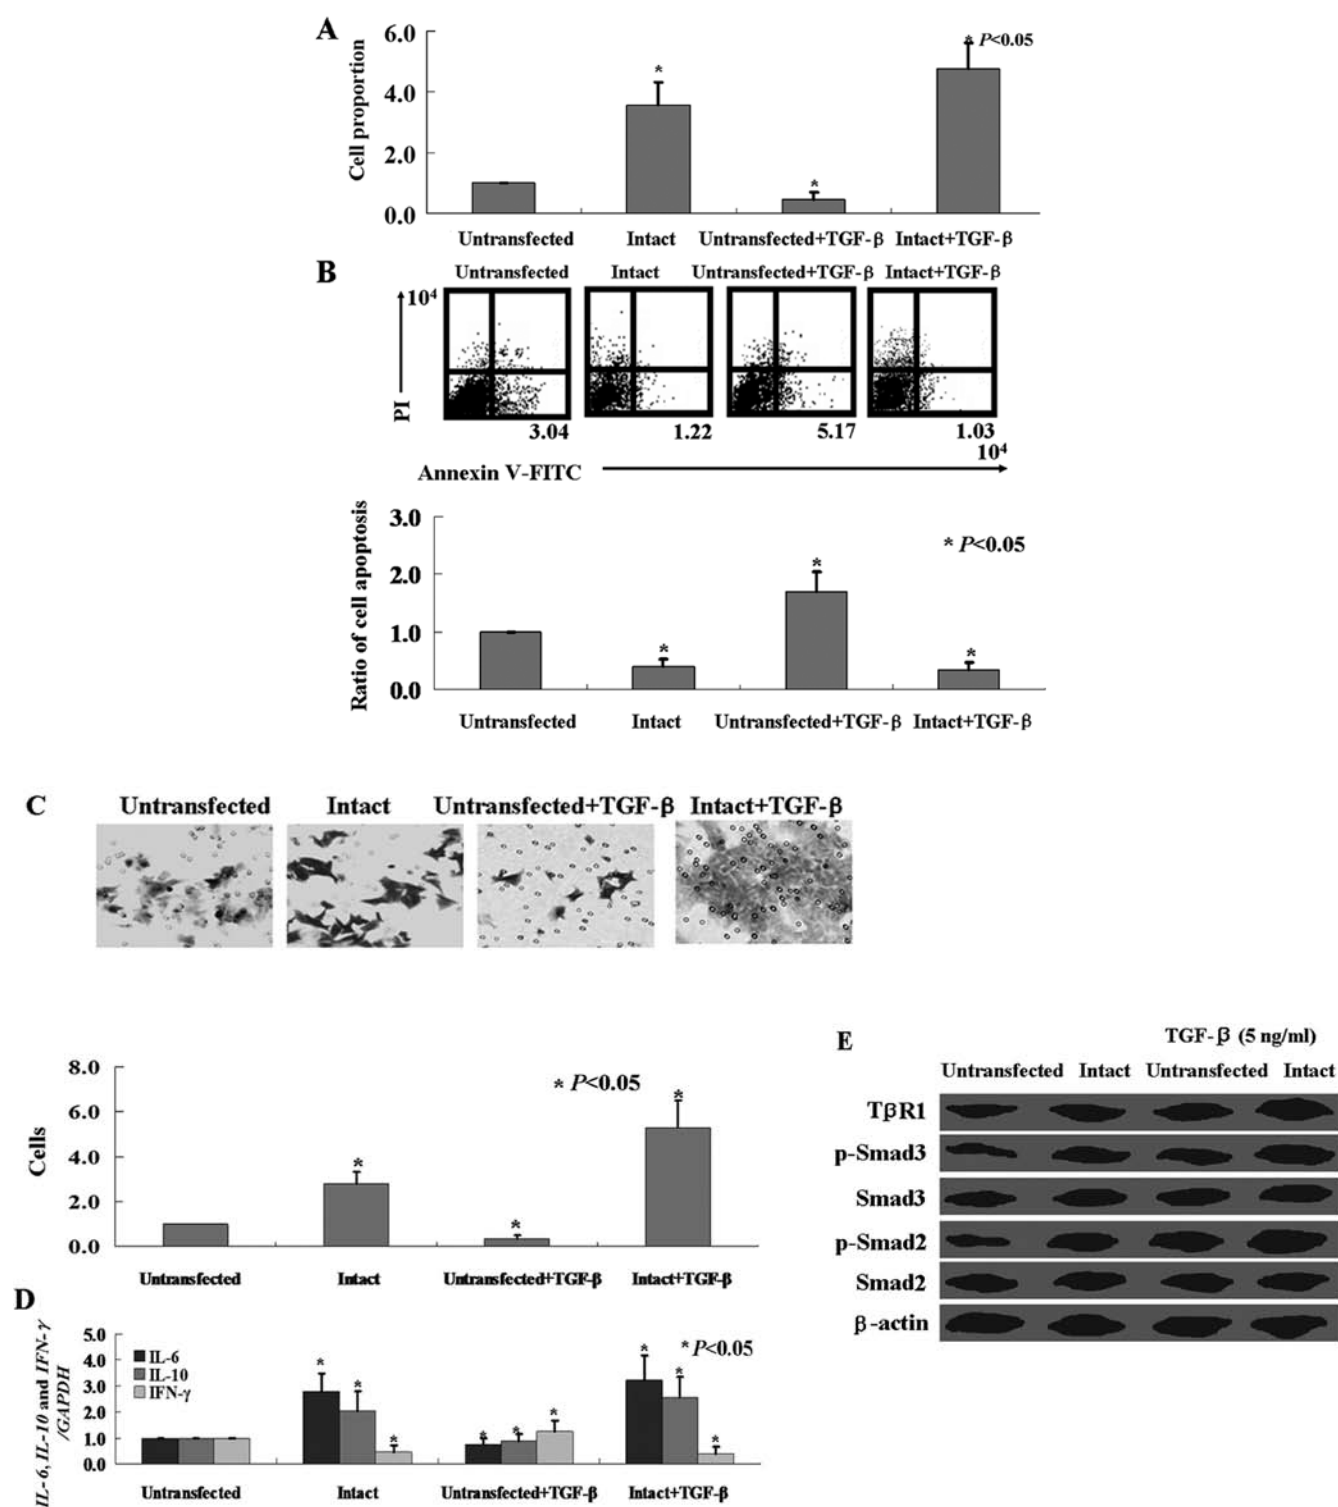 A
Cell proportion
6.0
4.0
2.0
0.0
*
*
* P<0.05
Untransfected Intact Untransfected+TGF-β Intact+TGF-β
B
Untransfected Intact Untransfected+TGF-β Intact+TGF-β
10⁴
PI
3.04 1.22 5.17 1.03
10⁴
Annexin V-FITC
Ratio of cell apoptosis
3.0
2.0
1.0
0.0
* P<0.05
*
*
*
Untransfected Intact Untransfected+TGF-β Intact+TGF-β
C
Untransfected Intact Untransfected+TGF-β Intact+TGF-β
Cells
8.0
6.0
4.0
2.0
0.0
* P<0.05
*
*
*
Untransfected Intact Untransfected+TGF-β Intact+TGF-β
D
IL-6, IL-10 and IFN-γ
/GAPDH
5.0
4.0
3.0
2.0
1.0
0.0
IL-6
IL-10
IFN-γ
* * *
* * *
* * *
* P<0.05
Untransfected Intact Untransfected+TGF-β Intact+TGF-β
E
TGF-β (5 ng/ml)
Untransfected Intact Untransfected Intact
TβR1
p-Smad3
Smad3
p-Smad2
Smad2
β-actin